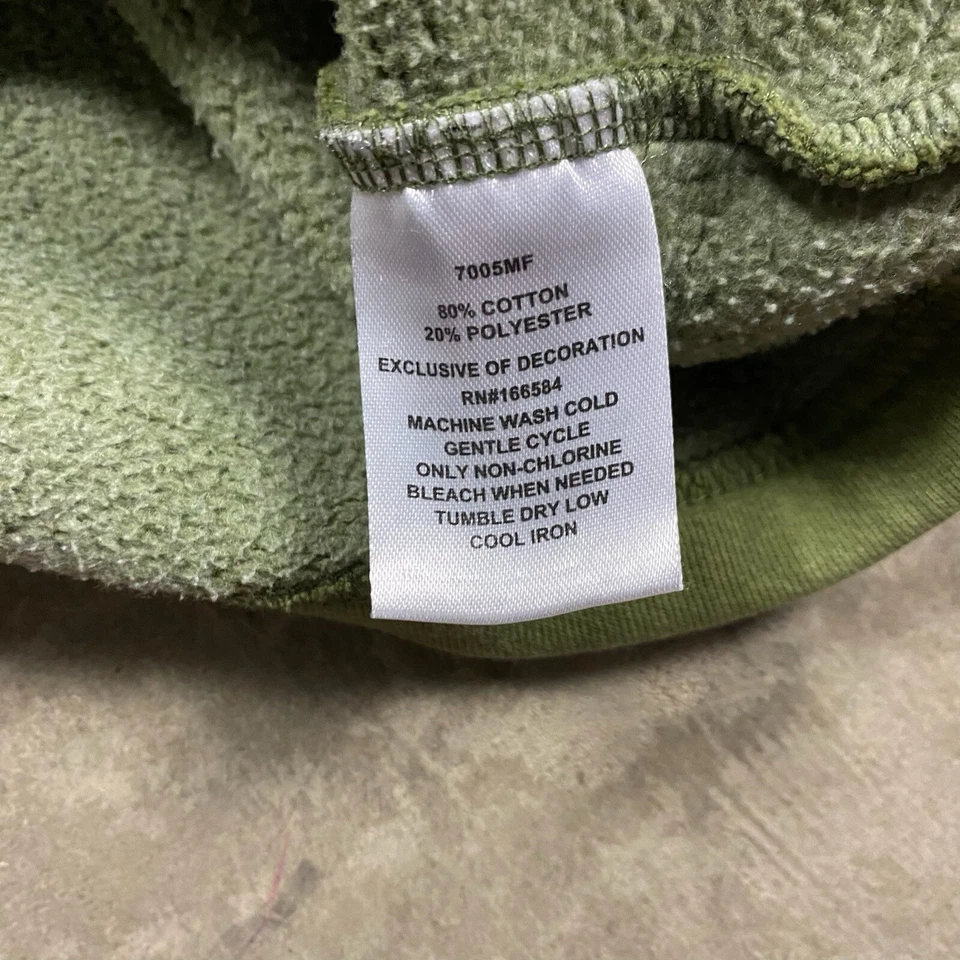 7005MF
80% COTTON
20% POLYESTER
EXCLUSIVE OF DECORATION
RN#166584
MACHINE WASH COLD
GENTLE CYCLE
ONLY NON-CHLORINE
BLEACH WHEN NEEDED
TUMBLE DRY LOW
COOL IRON